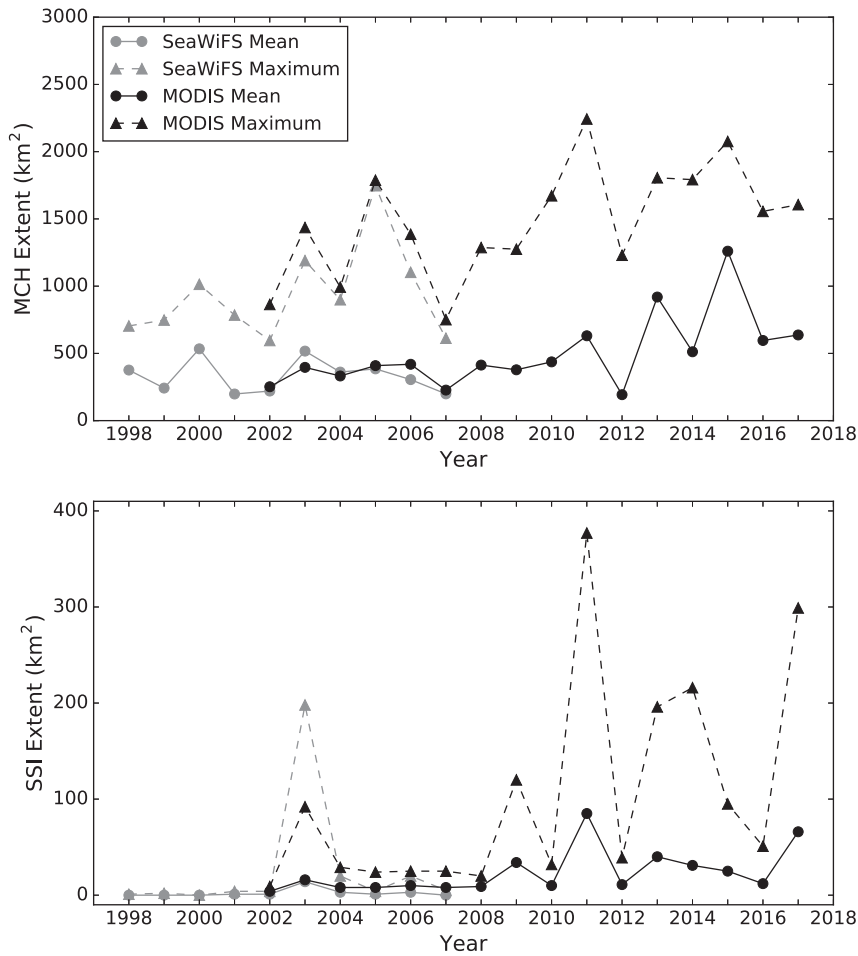 3000
2500
2000
1500
1000
500
0
MCH Extent (km²)
SeaWiFS Mean
SeaWiFS Maximum
MODIS Mean
MODIS Maximum
1998 2000 2002 2004 2006 2008 2010 2012 2014 2016 2018
Year
400
300
200
100
0
SSI Extent (km²)
1998 2000 2002 2004 2006 2008 2010 2012 2014 2016 2018
Year